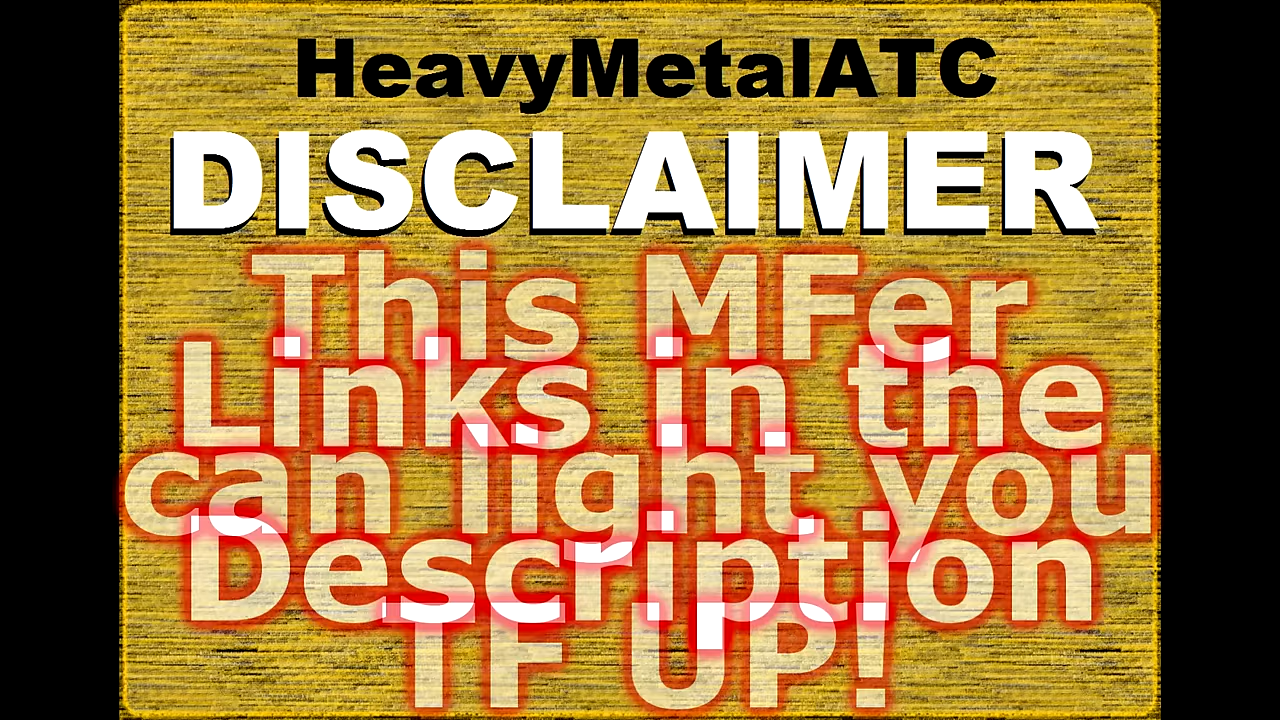 HeavyMetalATC
DISCLAIMER
This MFer
Links in the
can light you
Description
TF UP!